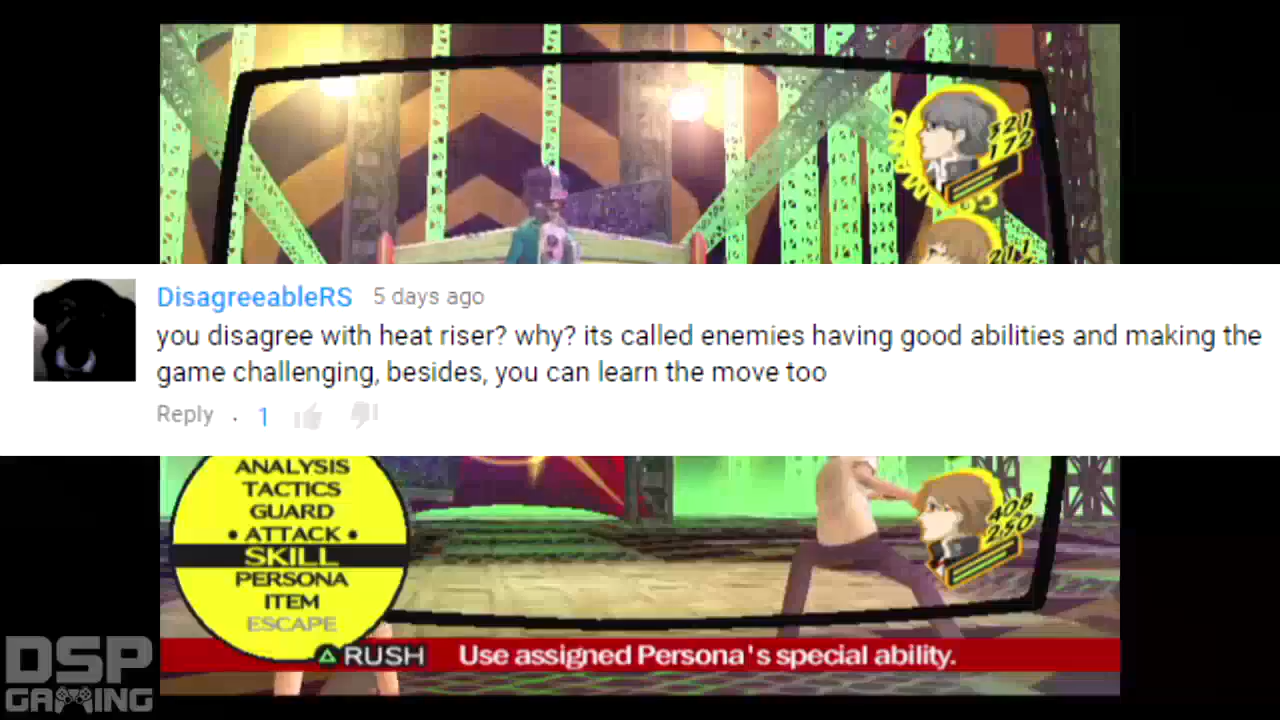 321
172
DisagreeableRS 5 days ago
you disagree with heat riser? why? its called enemies having good abilities and making the
game challenging, besides, you can learn the move too
Reply . 1
ANALYSIS
TACTICS
GUARD
• ATTACK •
SKILL
PERSONA
ITEM
ESCAPE
408
250
RUSH Use assigned Persona's special ability.
DSP
GAMING